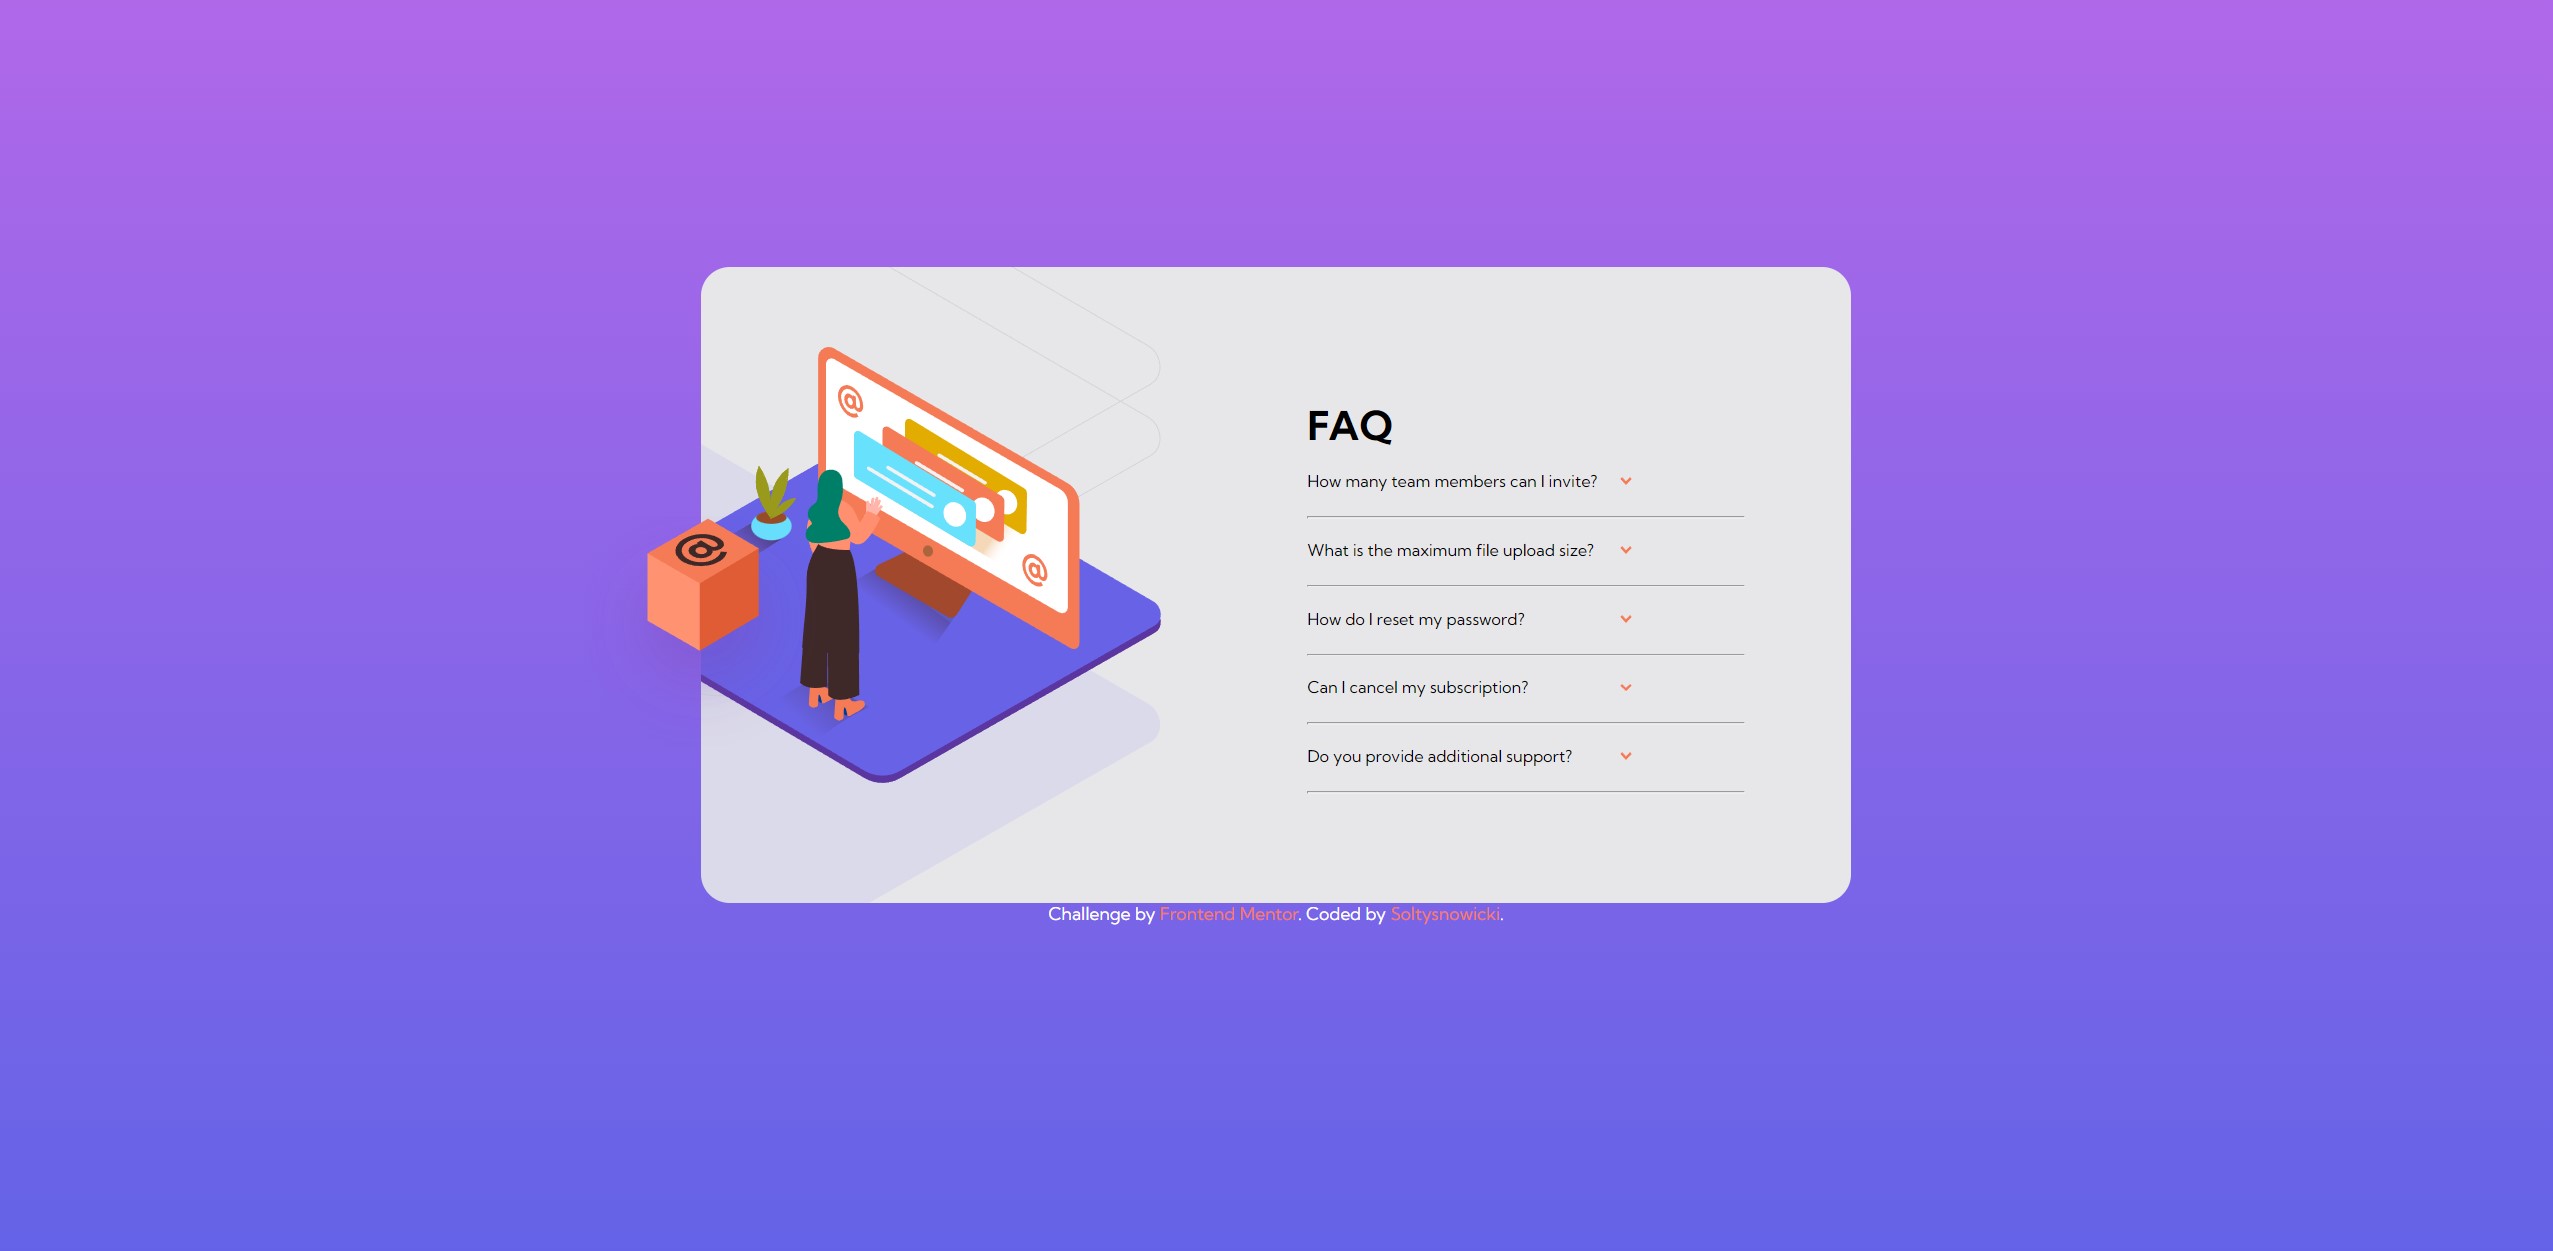 FAQ
How many team members can I invite?
What is the maximum file upload size?
How do I reset my password?
Can I cancel my subscription?
Do you provide additional support?
@
@
@
Challenge by Frontend Mentor. Coded by Soltysnowicki.